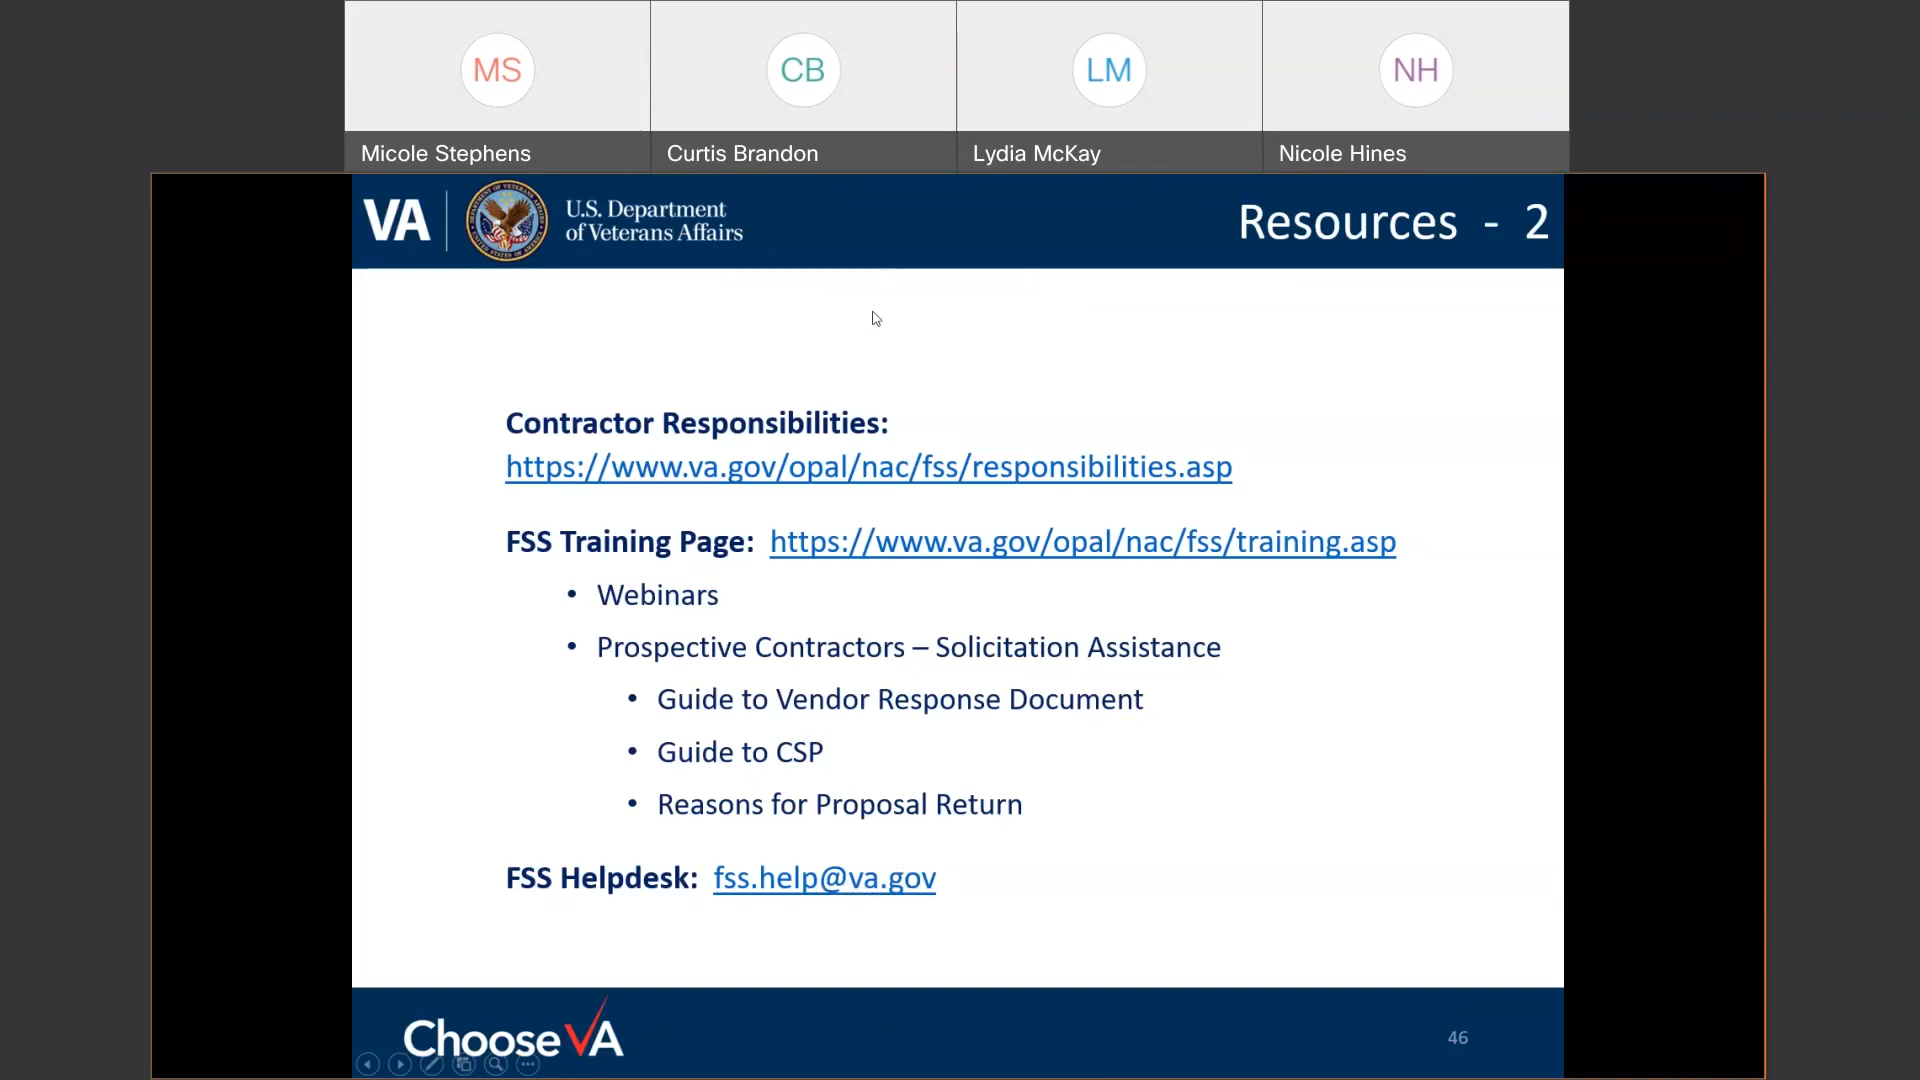 MS
CB
LM
NH
Micole Stephens
Curtis Brandon
Lydia McKay
Nicole Hines
VA
U.S. Department
of Veterans Affairs
Resources - 2
Contractor Responsibilities:
https://www.va.gov/opal/nac/fss/responsibilities.asp
FSS Training Page: https://www.va.gov/opal/nac/fss/training.asp
• Webinars
• Prospective Contractors – Solicitation Assistance
• Guide to Vendor Response Document
• Guide to CSP
• Reasons for Proposal Return
FSS Helpdesk: fss.help@va.gov
Choose VA
46